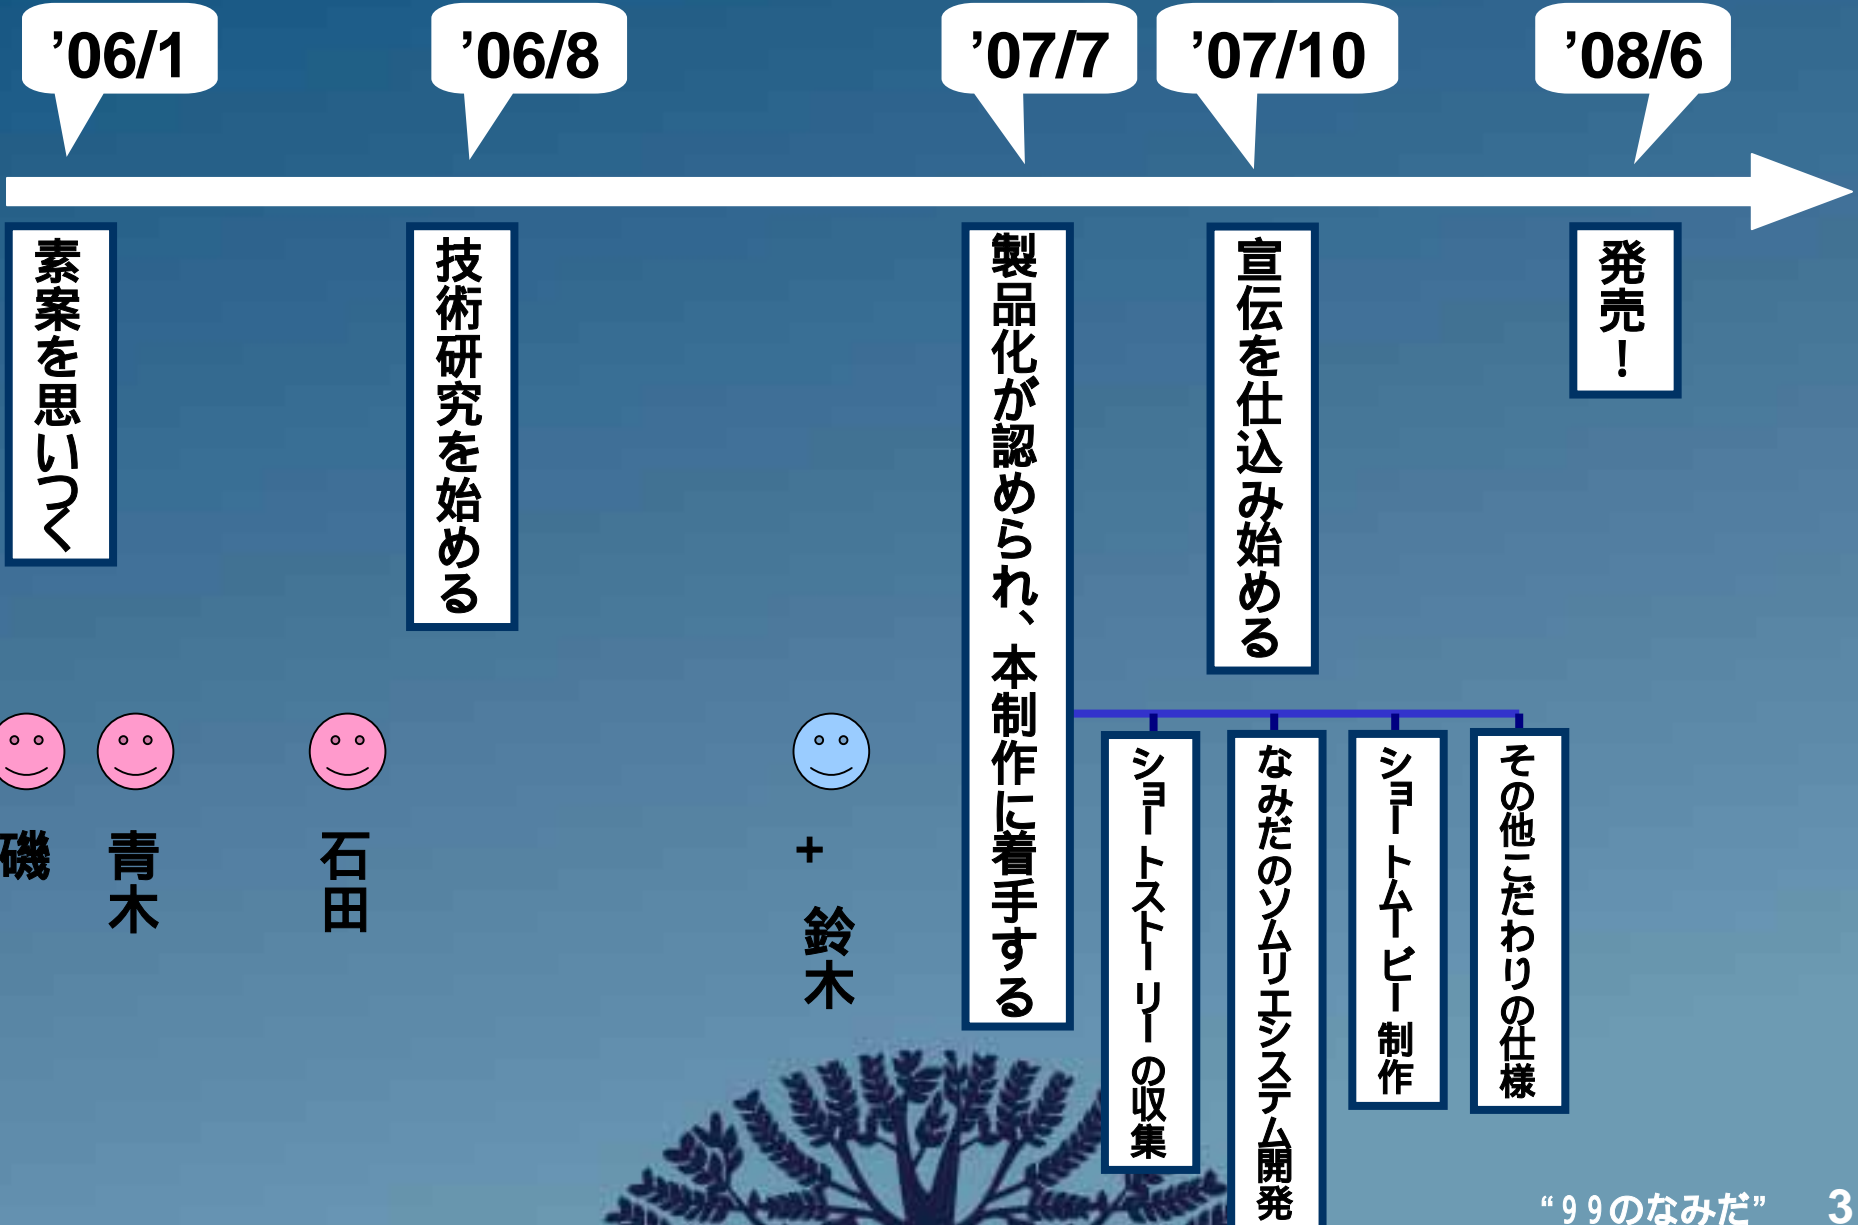 ’06/1
’06/8
’07/7
’07/10
’08/6
素案を思いつく
技術研究を始める
製品化が認められ、本制作に着手する
宣伝を仕込み始める
発売！
磯
青木
石田
+ 鈴木
ショートストーリーの収集
なみだのソムリエシステム開発
ショートムービー制作
その他こだわりの仕様
“９９のなみだ” 3